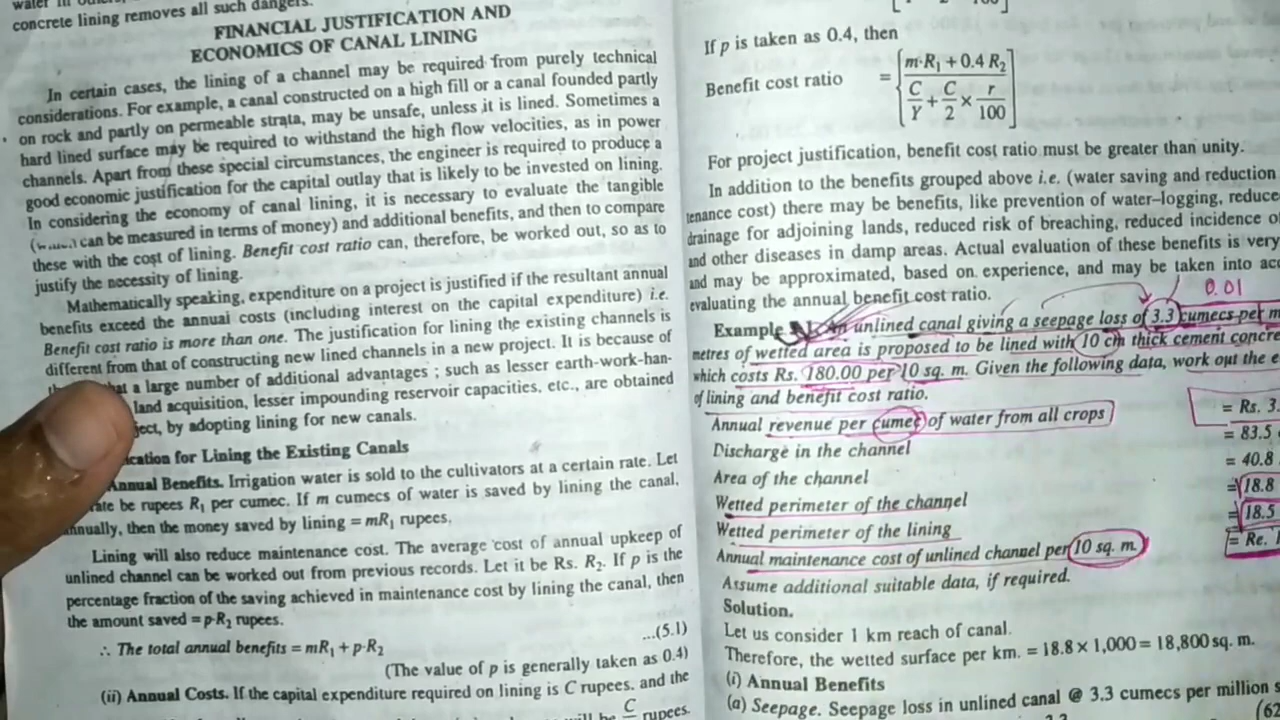 concrete lining removes all such dangers.
FINANCIAL JUSTIFICATION AND
ECONOMICS OF CANAL LINING
In certain cases, the lining of a channel may be required from purely technical
considerations. For example, a canal constructed on a high fill or a canal founded partly
on rock and partly on permeable strata, may be unsafe, unless it is lined. Sometimes a
hard lined surface may be required to withstand the high flow velocities, as in power
channels. Apart from these special circumstances, the engineer is required to produce a
good economic justification for the capital outlay that is likely to be invested on lining.
In considering the economy of canal lining, it is necessary to evaluate the tangible
can be measured in terms of money) and additional benefits, and then to compare
these with the cost of lining. Benefit cost ratio can, therefore, be worked out, so as to
justify the necessity of lining.
Mathematically speaking, expenditure on a project is justified if the resultant annual
benefits exceed the annual costs (including interest on the capital expenditure) i.e.
Benefit cost ratio is more than one. The justification for lining the existing channels is
different from that of constructing new lined channels in a new project. It is because of
a large number of additional advantages ; such as lesser earth-work-han-
land acquisition, lesser impounding reservoir capacities, etc., are obtained
by adopting lining for new canals.
for Lining the Existing Canals
Annual Benefits. Irrigation water is sold to the cultivators at a certain rate. Let
be rupees R₁ per cumec. If m cumecs of water is saved by lining the canal,
annually, then the money saved by lining = mR₁ rupees.
Lining will also reduce maintenance cost. The average cost of annual upkeep of
unlined channel can be worked out from previous records. Let it be Rs. R₂. If p is the
percentage fraction of the saving achieved in maintenance cost by lining the canal, then
the amount saved = p·R₂ rupees.
∴ The total annual benefits = mR₁ + p·R₂ ...(5.1)
(The value of p is generally taken as 0.4)
(ii) Annual Costs. If the capital expenditure required on lining is C rupees, and the
C rupees.
If p is taken as 0.4, then
Benefit cost ratio = [m·R₁ + 0.4 R₂ / C/Y + C/2 × r/100]
For project justification, benefit cost ratio must be greater than unity.
In addition to the benefits grouped above i.e. (water saving and reduction
tenance cost) there may be benefits, like prevention of water-logging, reduce
drainage for adjoining lands, reduced risk of breaching, reduced incidence o
and other diseases in damp areas. Actual evaluation of these benefits is very
and may be approximated, based on experience, and may be taken into acc
evaluating the annual benefit cost ratio.
0.01
Example An unlined canal giving a seepage loss of 3.3 cumecs per m
metres of wetted area is proposed to be lined with 10 cm thick cement concre
which costs Rs. 180.00 per 10 sq. m. Given the following data, work out the e
of lining and benefit cost ratio.
Annual revenue per cumec of water from all crops = Rs. 3.
Discharge in the channel = 83.5
Area of the channel = 40.8
Wetted perimeter of the channel = 18.8
Wetted perimeter of the lining = 18.5
Annual maintenance cost of unlined channel per 10 sq. m. = Re. 1
Assume additional suitable data, if required.
Solution.
Let us consider 1 km reach of canal.
Therefore, the wetted surface per km. = 18.8 × 1,000 = 18,800 sq. m.
(i) Annual Benefits
(a) Seepage. Seepage loss in unlined canal @ 3.3 cumecs per million s
(62